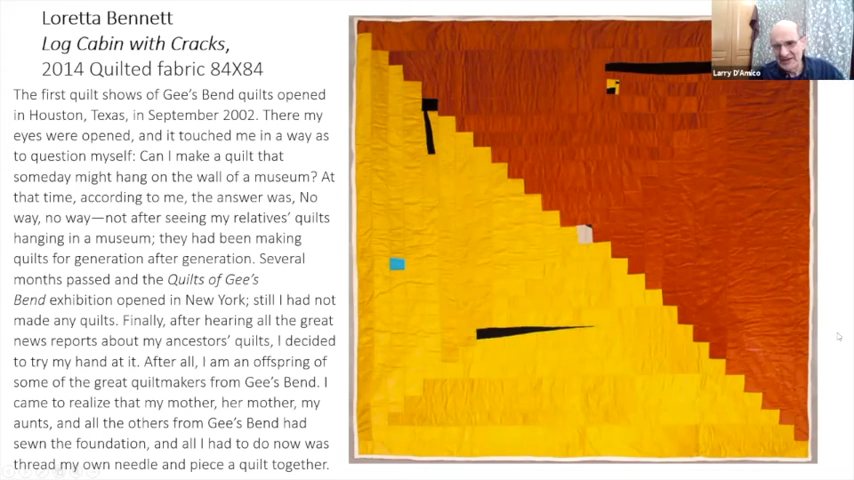 Loretta Bennett
Log Cabin with Cracks,
2014 Quilted fabric 84X84
The first quilt shows of Gee's Bend quilts opened
in Houston, Texas, in September 2002. There my
eyes were opened, and it touched me in a way as
to question myself: Can I make a quilt that
someday might hang on the wall of a museum? At
that time, according to me, the answer was, No
way, no way—not after seeing my relatives' quilts
hanging in a museum; they had been making
quilts for generation after generation. Several
months passed and the Quilts of Gee's
Bend exhibition opened in New York; still I had not
made any quilts. Finally, after hearing all the great
news reports about my ancestors' quilts, I decided
to try my hand at it. After all, I am an offspring of
some of the great quiltmakers from Gee's Bend. I
came to realize that my mother, her mother, my
aunts, and all the others from Gee's Bend had
sewn the foundation, and all I had to do now was
thread my own needle and piece a quilt together.
Larry D'Amico